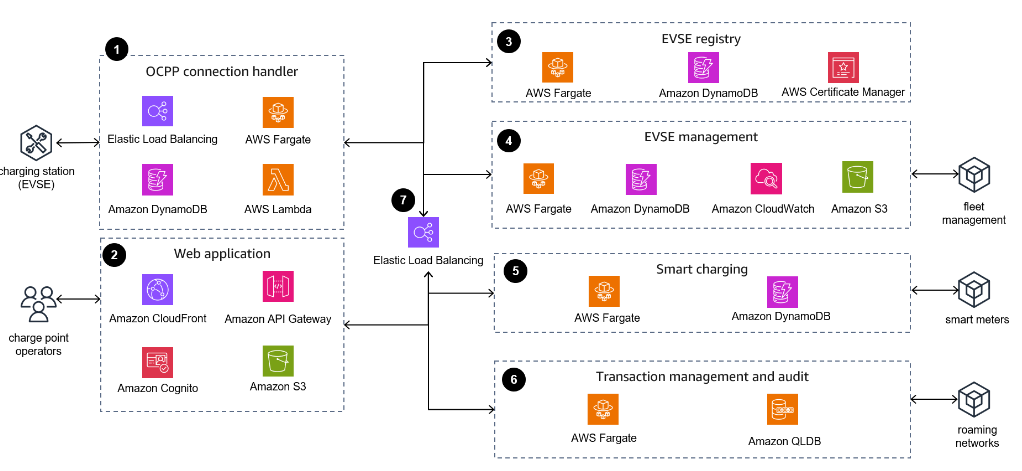 1
OCPP connection handler
Elastic Load Balancing
AWS Fargate
Amazon DynamoDB
AWS Lambda
charging station
(EVSE)
2
Web application
Amazon CloudFront
Amazon API Gateway
Amazon Cognito
Amazon S3
charge point
operators
7
Elastic Load Balancing
3
EVSE registry
AWS Fargate
Amazon DynamoDB
AWS Certificate Manager
4
EVSE management
AWS Fargate
Amazon DynamoDB
Amazon CloudWatch
Amazon S3
fleet
management
5
Smart charging
AWS Fargate
Amazon DynamoDB
smart meters
6
Transaction management and audit
AWS Fargate
Amazon QLDB
roaming
networks